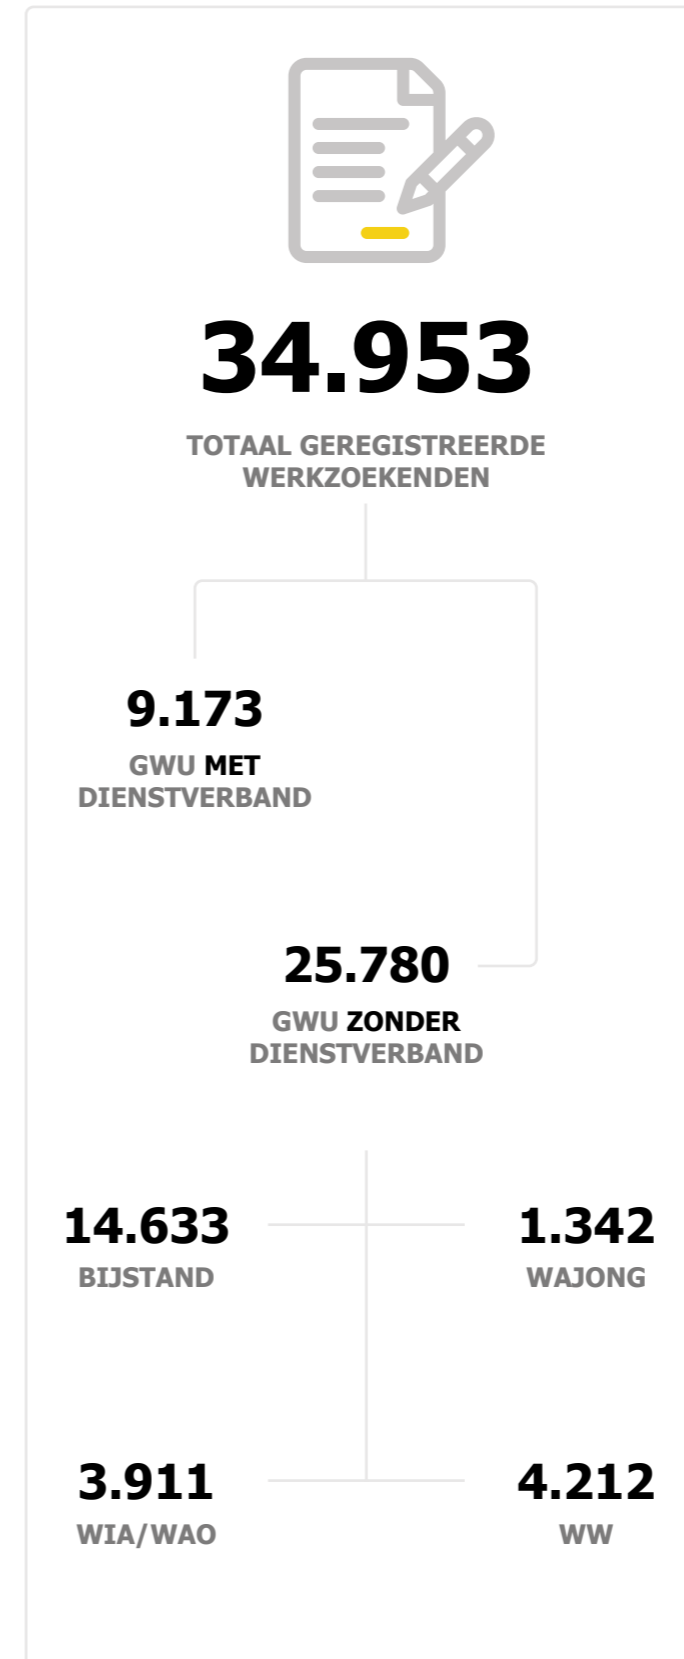 34.953
TOTAAL GEREGISTREERDE
WERKZOEKENDEN
9.173
GWU MET
DIENSTVERBAND
25.780
GWU ZONDER
DIENSTVERBAND
14.633
BIJSTAND
1.342
WAJONG
3.911
WIA/WAO
4.212
WW